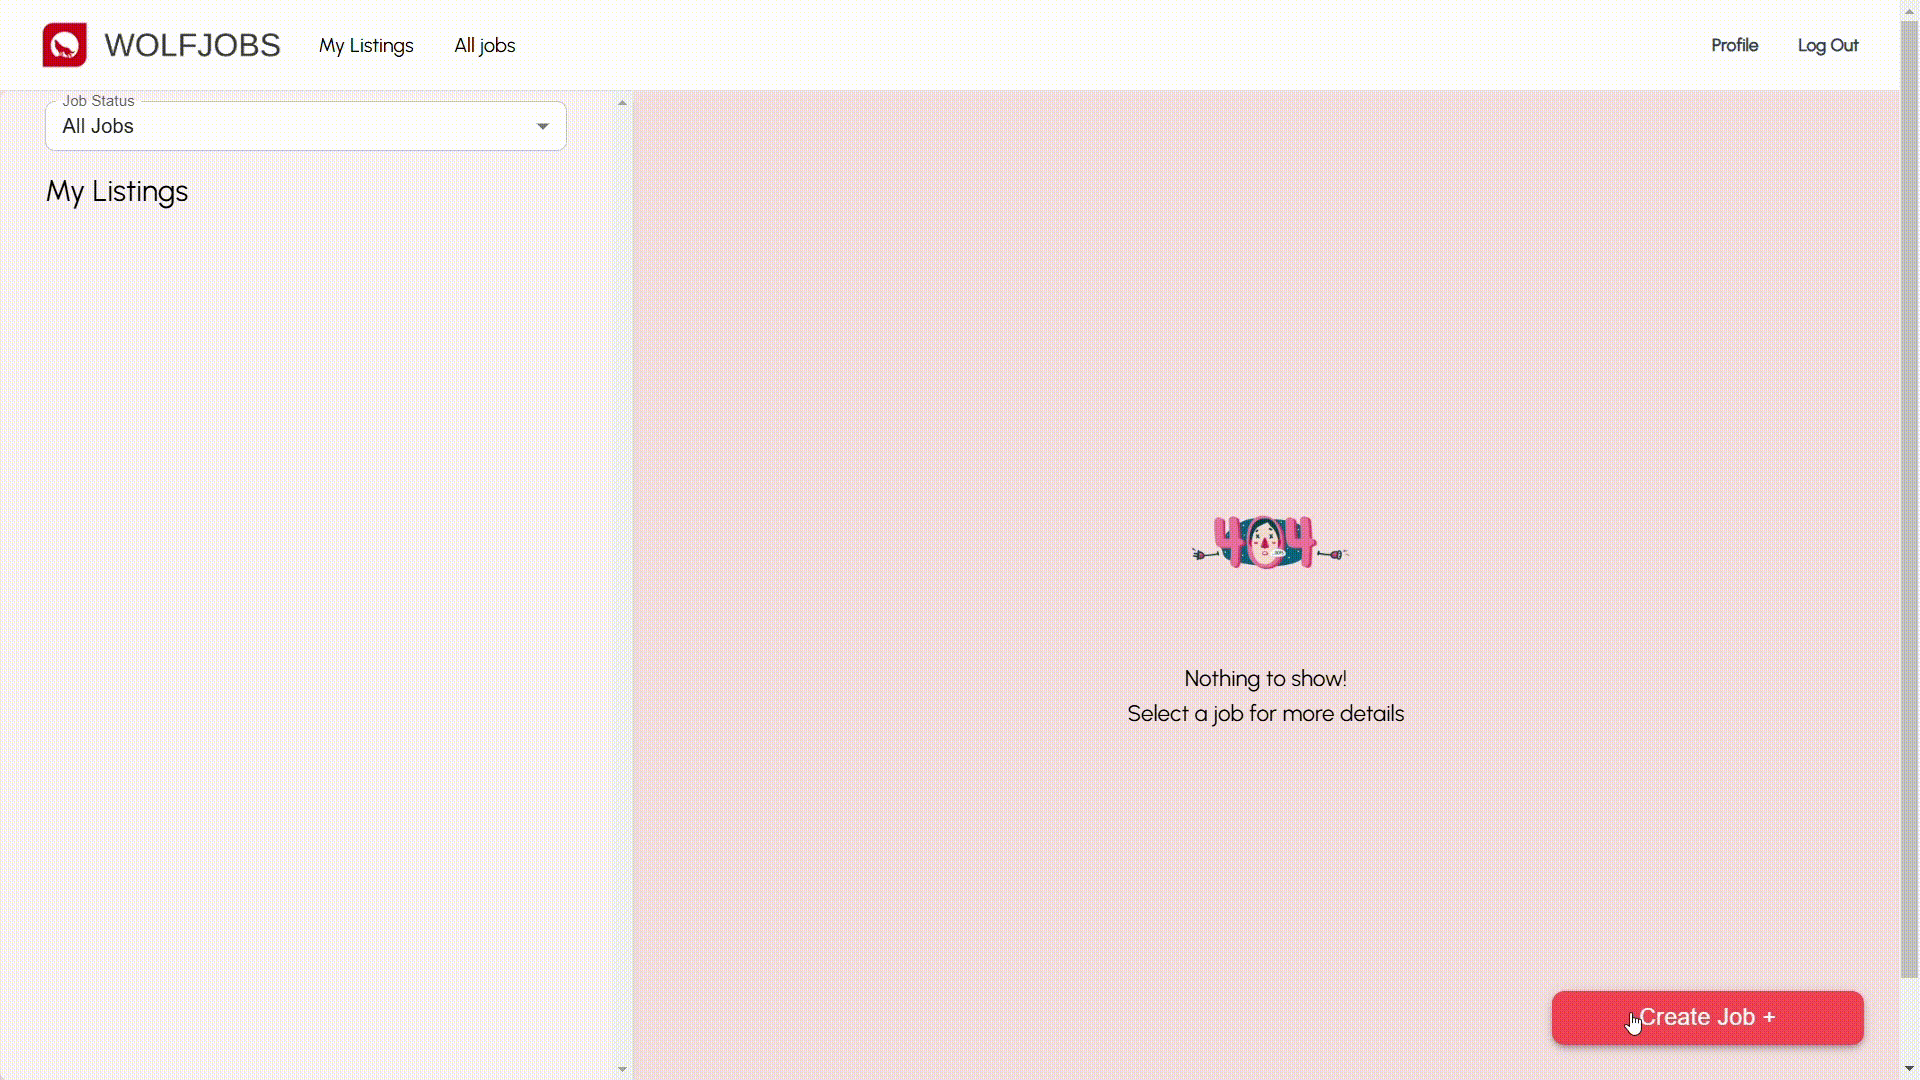 WOLFJOBS My Listings All jobs Profile Log Out
Job Status
All Jobs
My Listings
404
Nothing to show!
Select a job for more details
Create Job +